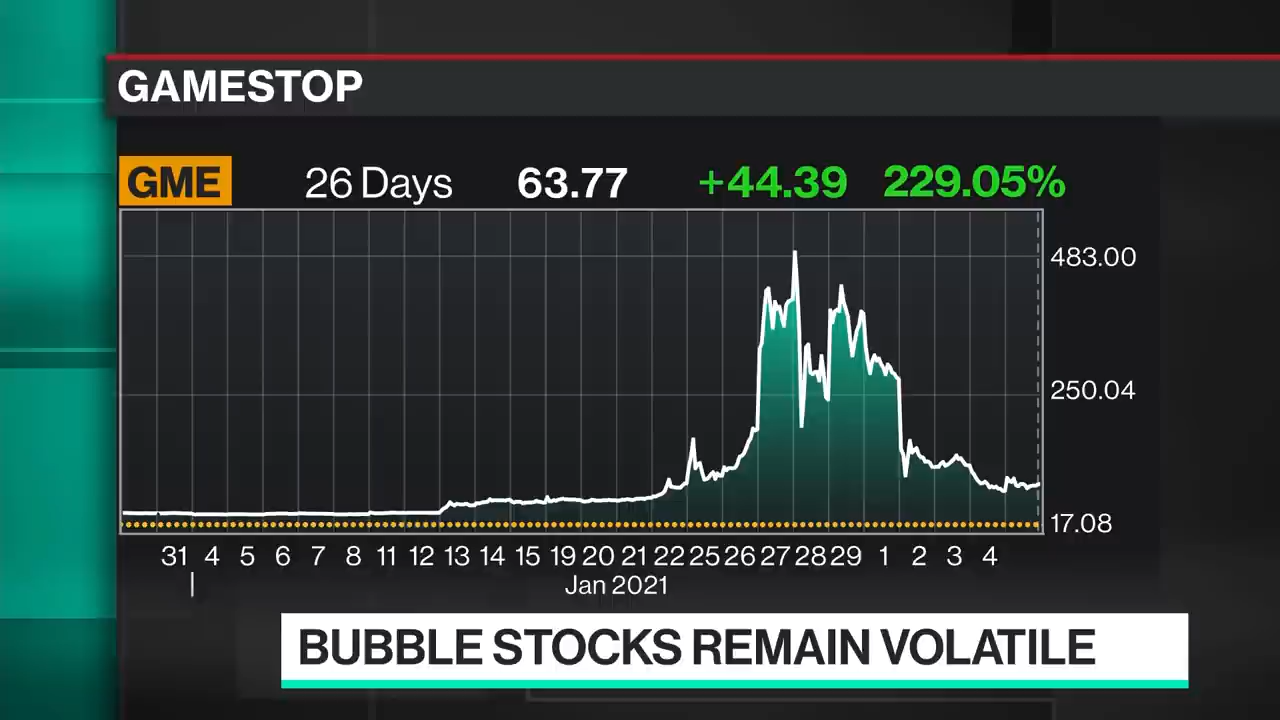 GAMESTOP
GME 26 Days 63.77 +44.39 229.05%
483.00
250.04
17.08
31 4 5 6 7 8 11 12 13 14 15 19 20 21 22 25 26 27 28 29 1 2 3 4
Jan 2021
BUBBLE STOCKS REMAIN VOLATILE